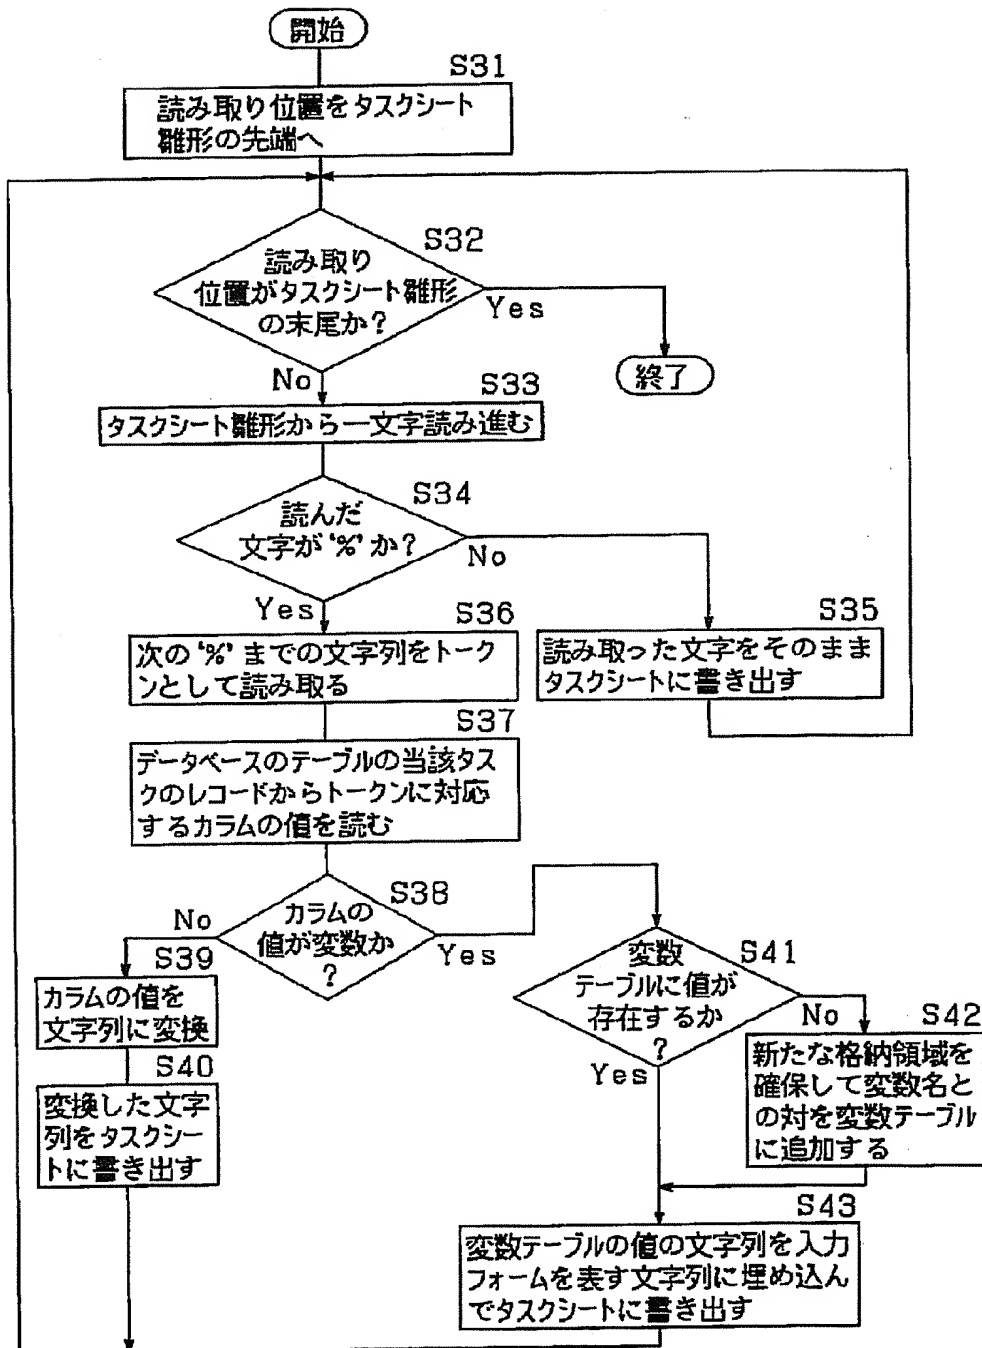 開始
S31
読み取り位置をタスクシート
雛形の先端へ
S32
読み取り
位置がタスクシート雛形
の末尾か?
Yes
終了
No
S33
タスクシート雛形から一文字読み進む
S34
読んだ
文字が‘%’か?
No
Yes
S35
読み取った文字をそのまま
タスクシートに書き出す
S36
次の‘%’までの文字列をトーク
ンとして読み取る
S37
データベースのテーブルの当該タス
クのレコードからトークンに対応
するカラムの値を読む
S38
カラムの
値が変数か
?
No
Yes
S39
カラムの値を
文字列に変換
S40
変換した文字
列をタスクシー
トに書き出す
S41
変数
テーブルに値が
存在するか
?
No
Yes
S42
新たな格納領域を
確保して変数名と
の対を変数テーブル
に追加する
S43
変数テーブルの値の文字列を入力
フォームを表す文字列に埋め込ん
でタスクシートに書き出す